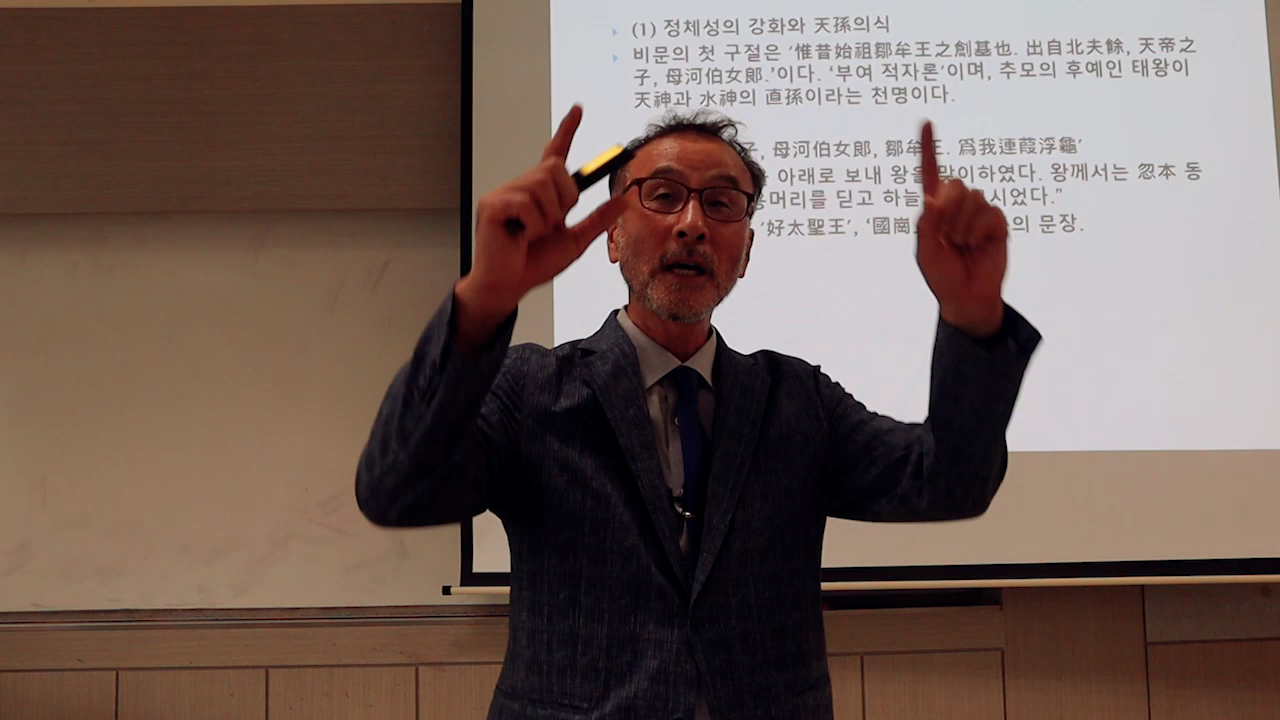 (1) 정체성의 강화와 天孫의식
비문의 첫 구절은 '惟昔始祖鄒牟王之創基也. 出自北夫餘, 天帝之
子, 母河伯女郞.'이다. '부여 적자론'이며, 추모의 후예인 태왕이
天神과 水神의 直孫이라는 천명이다.
子, 母河伯女郞, 鄒牟王. 爲我連葭浮龜'
아래로 보내 왕을 맞이하였다. 왕께서는 忽本 동
용머리를 딛고 하늘
'好太聖王', '國崗 의 문장.